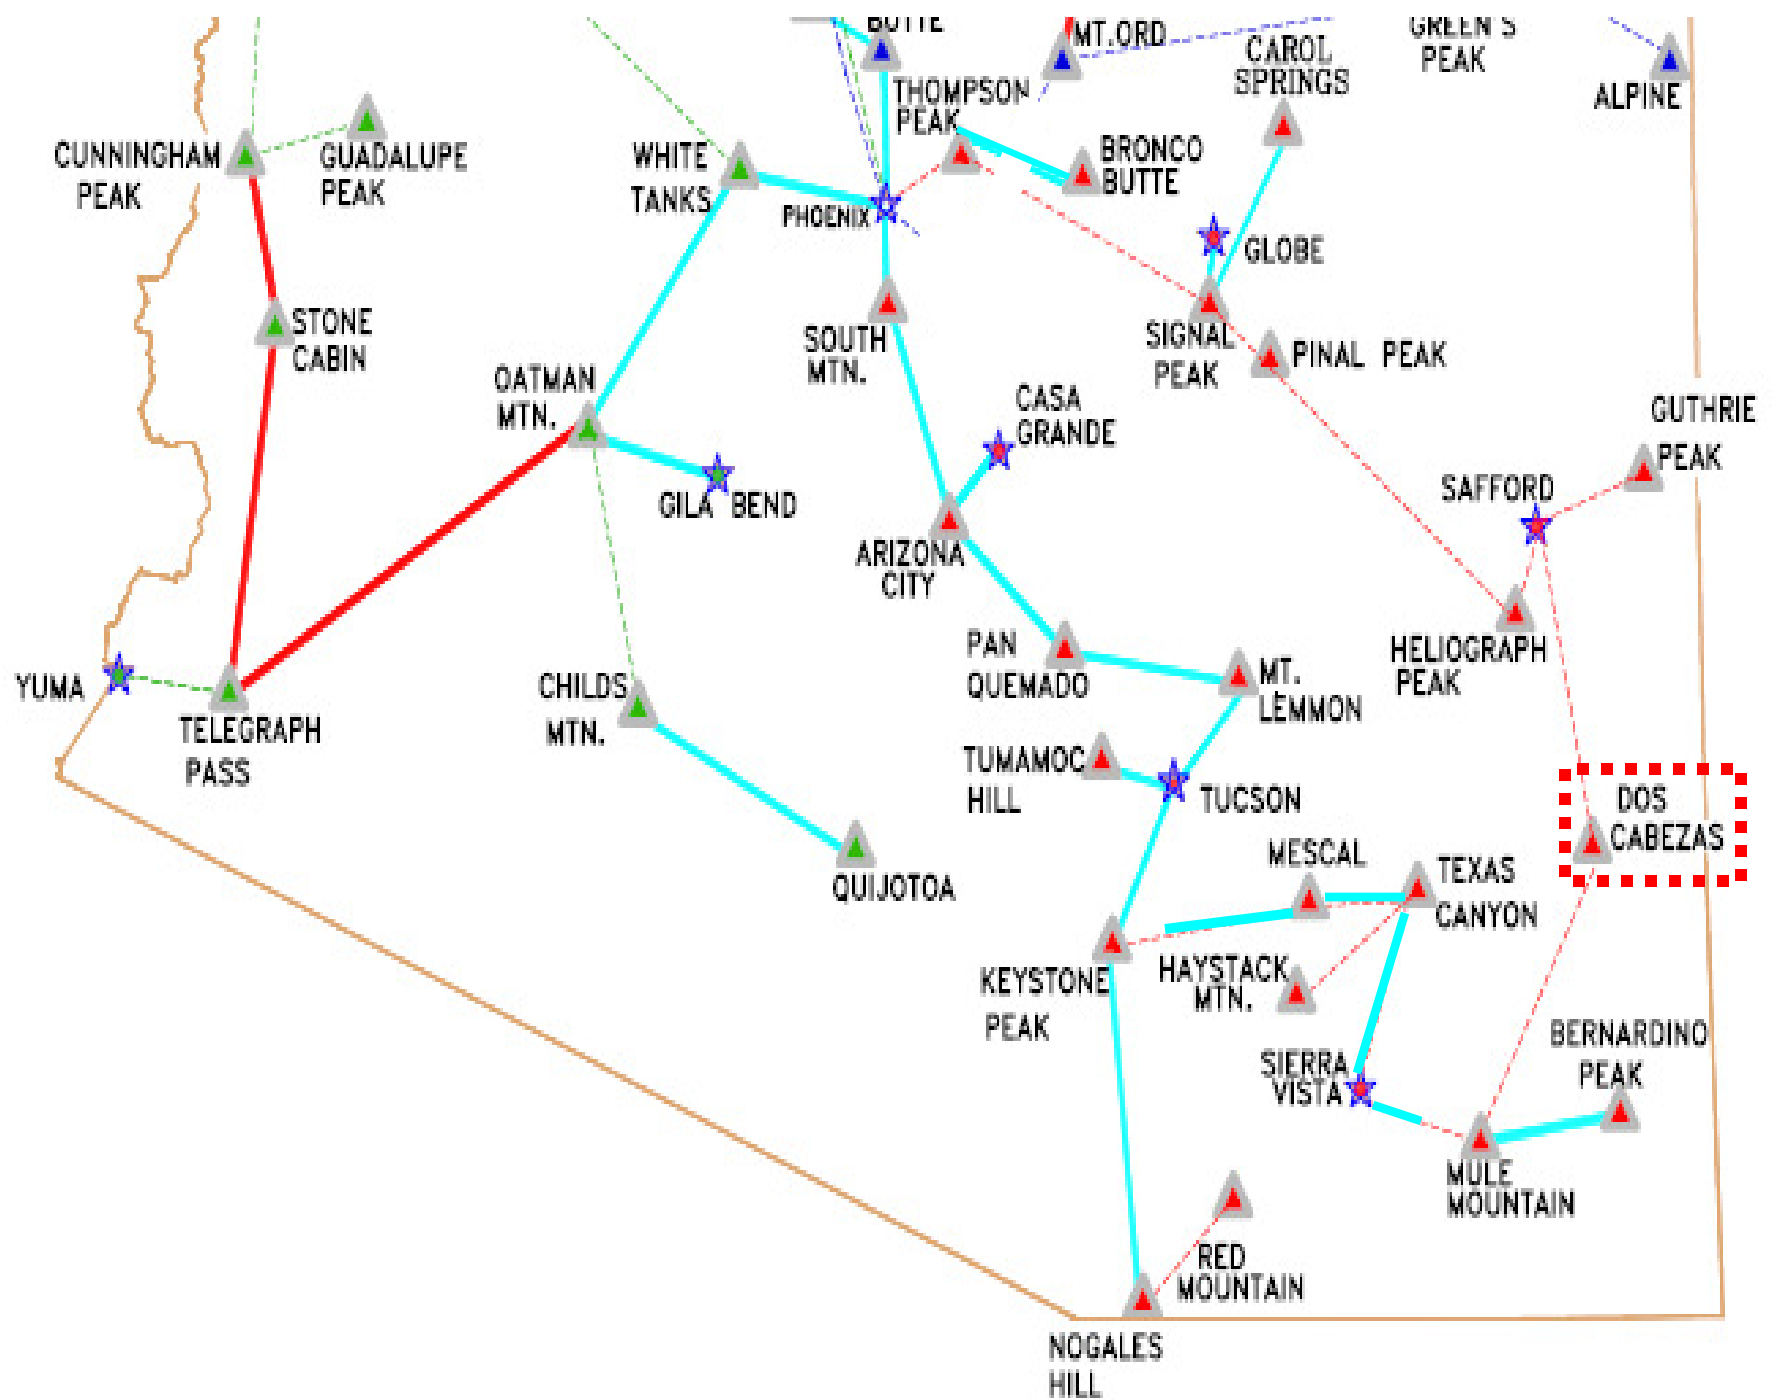 BUTTE
MT.ORD
GREEN'S
PEAK
CAROL
SPRINGS
ALPINE
THOMPSON
PEAK
CUNNINGHAM
PEAK
GUADALUPE
PEAK
WHITE
TANKS
PHOENIX
BRONCO
BUTTE
GLOBE
STONE
CABIN
SOUTH
MTN.
SIGNAL
PEAK
PINAL PEAK
OATMAN
MTN.
CASA
GRANDE
GUTHRIE
PEAK
GILA BEND
SAFFORD
ARIZONA
CITY
PAN
QUEMADO
MT.
LEMMON
HELIOGRAPH
PEAK
YUMA
TELEGRAPH
PASS
CHILDS
MTN.
TUMAMOC
HILL
TUCSON
DOS
CABEZAS
MESCAL
TEXAS
CANYON
QUIJOTOA
KEYSTONE
PEAK
HAYSTACK
MTN.
BERNARDINO
PEAK
SIERRA
VISTA
MULE
MOUNTAIN
RED
MOUNTAIN
NOGALES
HILL